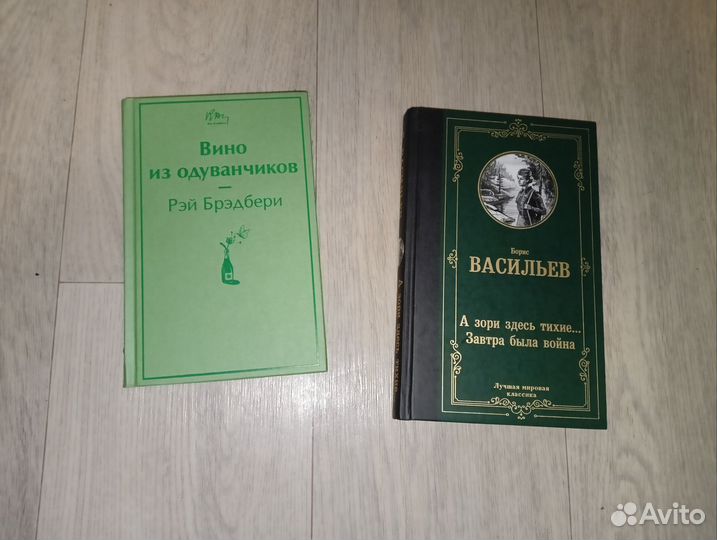 Вино
из одуванчиков
Рэй Брэдбери
Борис
ВАСИЛЬЕВ
А зори здесь тихие...
Завтра была война
Лучшая мировая
классика
Avito